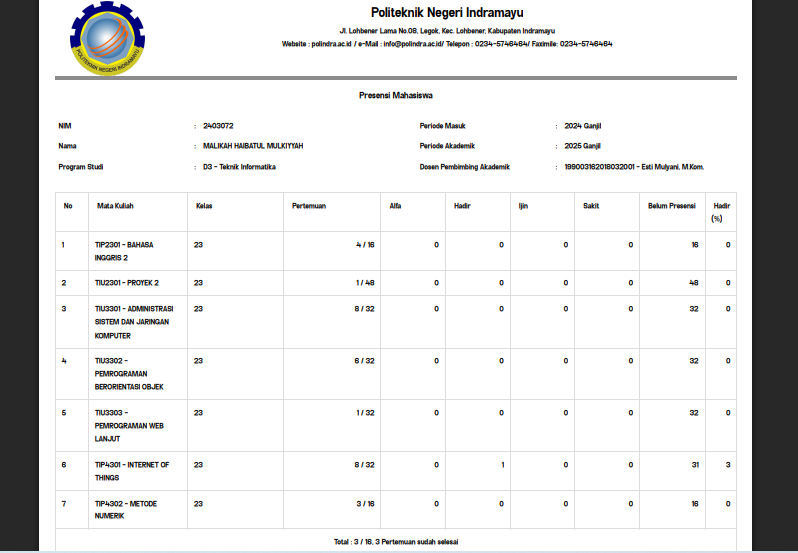 Politeknik Negeri Indramayu
Jl. Lohbener Lama No.08, Legok, Kec. Lohbener, Kabupaten Indramayu
Website : polindra.ac.id / e-Mail : info@polindra.ac.id/ Telepon : 0234-5746464/ Faximile: 0234-5746464
POLITEKNIK NEGERI INDRAMAYU
Presensi Mahasiswa
NIM : 2403072 Periode Masuk : 2024 Ganjil
Nama : MALIKAH HAIBATUL MULKIYYAH Periode Akademik : 2025 Ganjil
Program Studi : D3 - Teknik Informatika Dosen Pembimbing Akademik : 199003162018032001 - Esti Mulyani, M.Kom.
No Mata Kuliah Kelas Pertemuan Alfa Hadir Ijin Sakit Belum Presensi Hadir
(%)
1 TIP2301 - BAHASA 23 4 / 16 0 0 0 0 16 0
INGGRIS 2
2 TIU2301 - PROYEK 2 23 1 / 48 0 0 0 0 48 0
3 TIU3301 - ADMINISTRASI 23 8 / 32 0 0 0 0 32 0
SISTEM DAN JARINGAN
KOMPUTER
4 TIU3302 - 23 6 / 32 0 0 0 0 32 0
PEMROGRAMAN
BERORIENTASI OBJEK
5 TIU3303 - 23 1 / 32 0 0 0 0 32 0
PEMROGRAMAN WEB
LANJUT
6 TIP4301 - INTERNET OF 23 8 / 32 0 1 0 0 31 3
THINGS
7 TIP4302 - METODE 23 3 / 16 0 0 0 0 16 0
NUMERIK
Total : 3 / 16, 3 Pertemuan sudah selesai